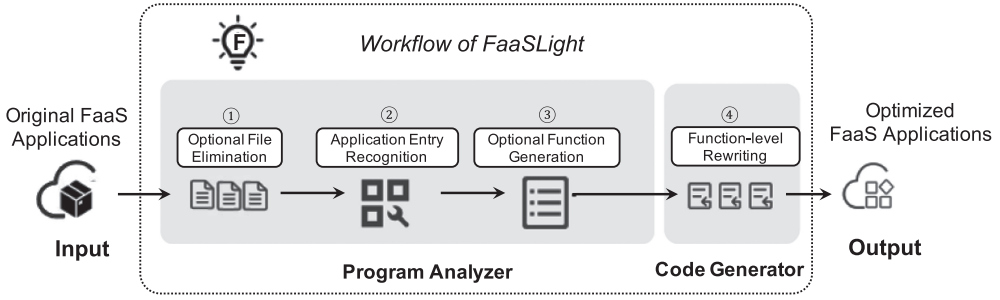 F
Workflow of FaaSLight
Original FaaS
Applications
Input
①
Optional File
Elimination
②
Application Entry
Recognition
③
Optional Function
Generation
④
Function-level
Rewriting
Program Analyzer
Code Generator
Optimized
FaaS Applications
Output